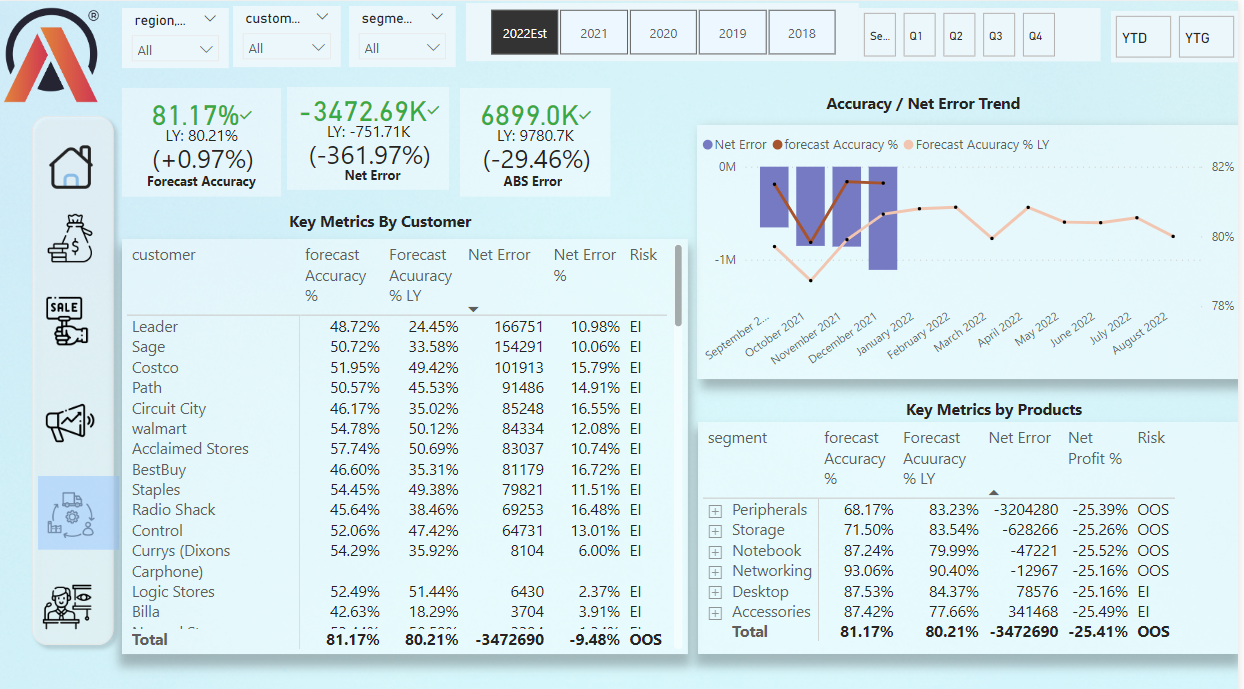 ®
region,...
custom...
segme...
All
All
All
2022Est
2021
2020
2019
2018
Se...
Q1
Q2
Q3
Q4
YTD
YTG
81.17%
LY: 80.21%
(+0.97%)
Forecast Accuracy
-3472.69K
LY: -751.71K
(-361.97%)
Net Error
6899.0K
LY: 9780.7K
(-29.46%)
ABS Error
SALE
Key Metrics By Customer
customer forecast Accuracy % Forecast Acuuracy % LY Net Error Net Error % Risk
Leader 48.72% 24.45% 166751 10.98% EI
Sage 50.72% 33.58% 154291 10.06% EI
Costco 51.95% 49.42% 101913 15.79% EI
Path 50.57% 45.53% 91486 14.91% EI
Circuit City 46.17% 35.02% 85248 16.55% EI
walmart 54.78% 50.12% 84334 12.08% EI
Acclaimed Stores 57.74% 50.69% 83037 10.74% EI
BestBuy 46.60% 35.31% 81179 16.72% EI
Staples 54.45% 49.38% 79821 11.51% EI
Radio Shack 45.64% 38.46% 69253 16.48% EI
Control 52.06% 47.42% 64731 13.01% EI
Currys (Dixons Carphone) 54.29% 35.92% 8104 6.00% EI
Logic Stores 52.49% 51.44% 6430 2.37% EI
Billa 42.63% 18.29% 3704 3.91% EI
Total 81.17% 80.21% -3472690 -9.48% OOS
Accuracy / Net Error Trend
Net Error forecast Accuracy % Forecast Acuuracy % LY
0M
-1M
82%
80%
78%
September 2...
October 2021
November 2021
December 2021
January 2022
February 2022
March 2022
April 2022
May 2022
June 2022
July 2022
August 2022
Key Metrics by Products
segment forecast Accuracy % Forecast Acuuracy % LY Net Error Net Profit % Risk
Peripherals 68.17% 83.23% -3204280 -25.39% OOS
Storage 71.50% 83.54% -628266 -25.26% OOS
Notebook 87.24% 79.99% -47221 -25.52% OOS
Networking 93.06% 90.40% -12967 -25.16% OOS
Desktop 87.53% 84.37% 78576 -25.16% EI
Accessories 87.42% 77.66% 341468 -25.49% EI
Total 81.17% 80.21% -3472690 -25.41% OOS